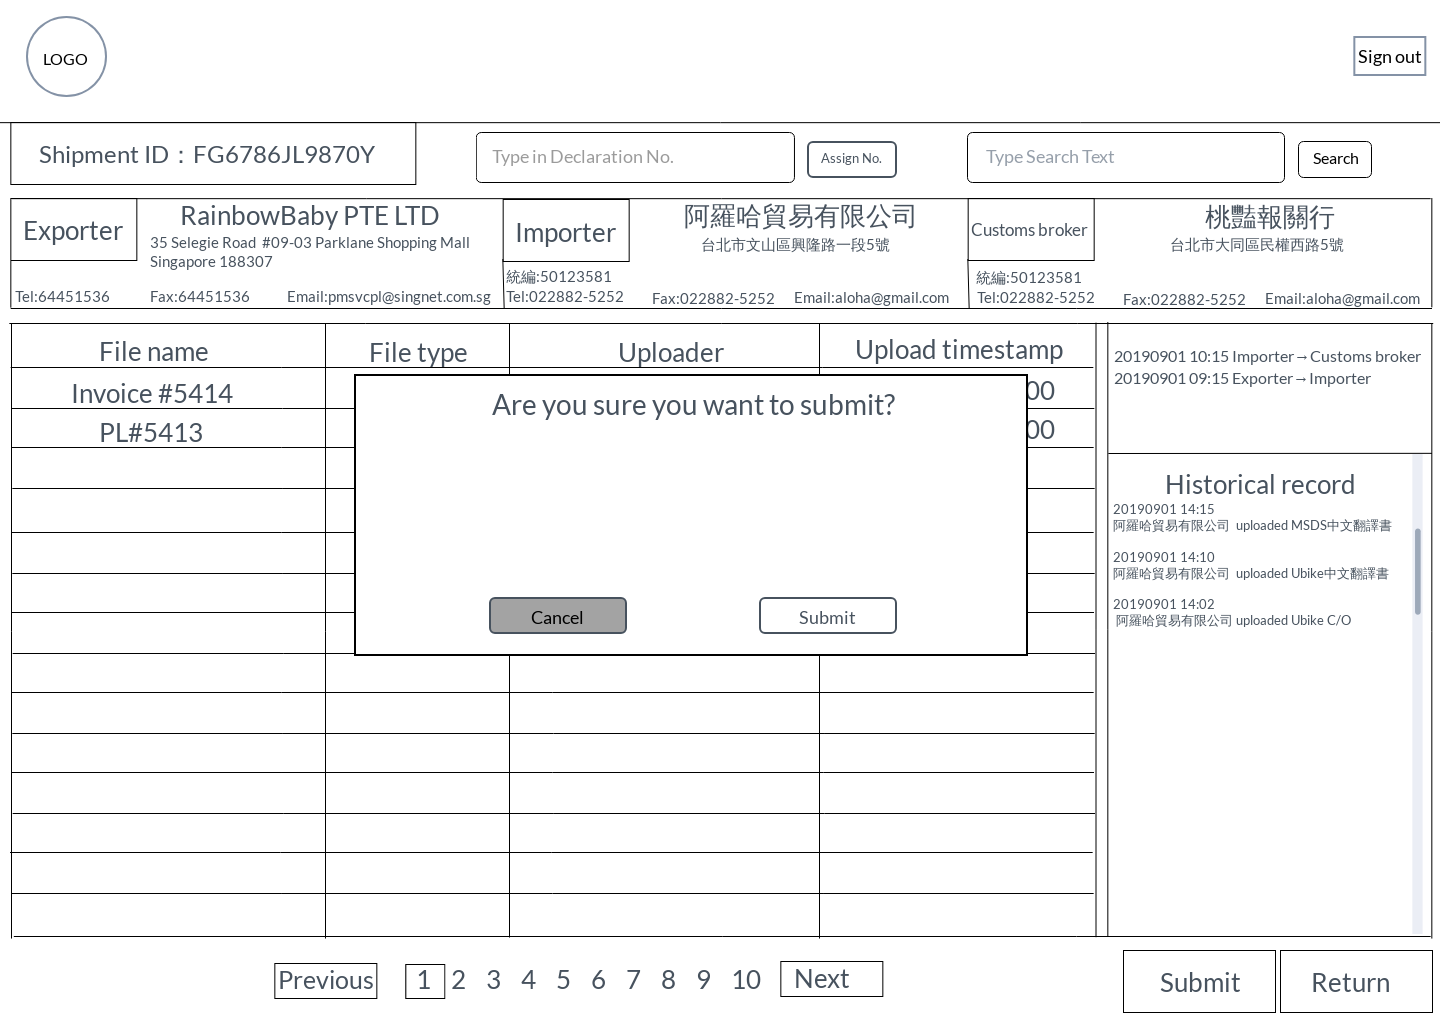 LOGO
Sign out
Shipment ID：FG6786JL9870Y
Type in Declaration No.
Assign No.
Type Search Text
Search
Exporter
RainbowBaby PTE LTD
35 Selegie Road #09-03 Parklane Shopping Mall
Singapore 188307
Tel:64451536
Fax:64451536
Email:pmsvcpl@singnet.com.sg
Importer
阿羅哈貿易有限公司
台北市文山區興隆路一段5號
統編:50123581
Tel:022882-5252
Fax:022882-5252
Email:aloha@gmail.com
Customs broker
桃豔報關行
台北市大同區民權西路5號
統編:50123581
Tel:022882-5252
Fax:022882-5252
Email:aloha@gmail.com
File name
File type
Uploader
Upload timestamp
Invoice #5414
00
PL#5413
00
Are you sure you want to submit?
Cancel
Submit
20190901 10:15 Importer→Customs broker
20190901 09:15 Exporter→Importer
Historical record
20190901 14:15
阿羅哈貿易有限公司 uploaded MSDS中文翻譯書
20190901 14:10
阿羅哈貿易有限公司 uploaded Ubike中文翻譯書
20190901 14:02
阿羅哈貿易有限公司 uploaded Ubike C/O
Previous
1 2 3 4 5 6 7 8 9 10
Next
Submit
Return